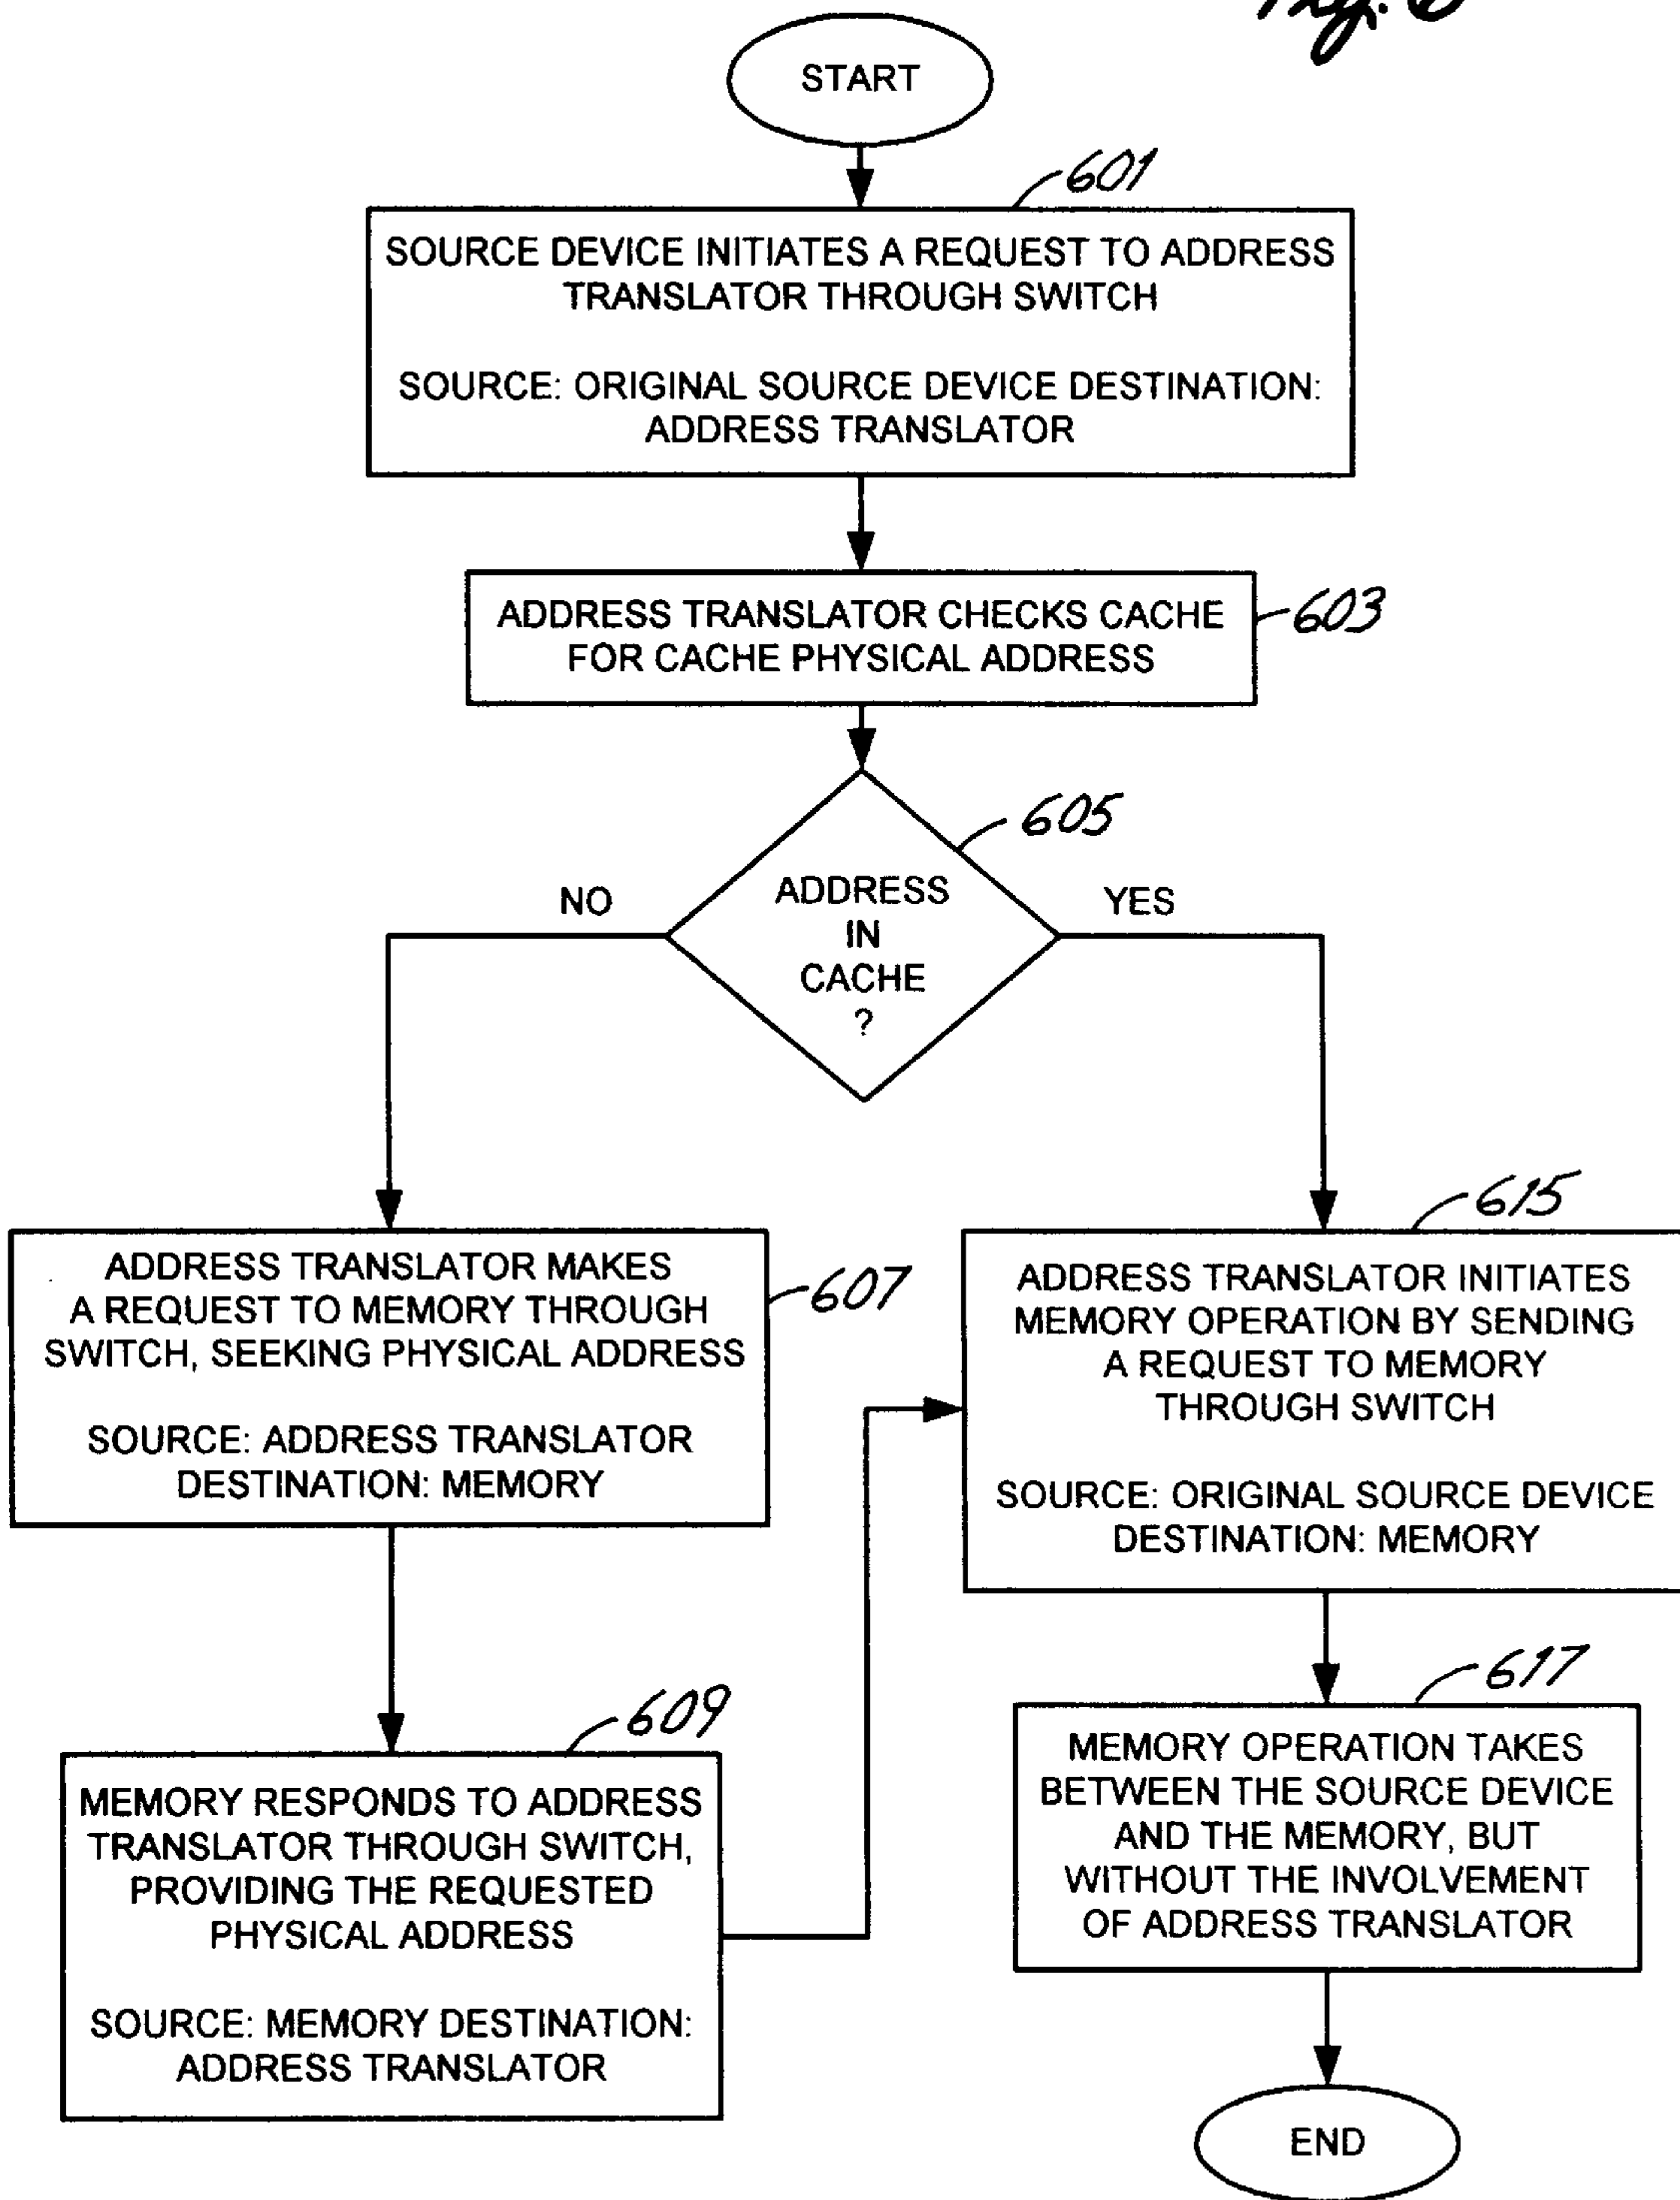 Fig. 6
START
601
SOURCE DEVICE INITIATES A REQUEST TO ADDRESS
TRANSLATOR THROUGH SWITCH
SOURCE: ORIGINAL SOURCE DEVICE DESTINATION:
ADDRESS TRANSLATOR
ADDRESS TRANSLATOR CHECKS CACHE
FOR CACHE PHYSICAL ADDRESS
603
605
ADDRESS
IN
CACHE
?
NO
YES
607
ADDRESS TRANSLATOR MAKES
A REQUEST TO MEMORY THROUGH
SWITCH, SEEKING PHYSICAL ADDRESS
SOURCE: ADDRESS TRANSLATOR
DESTINATION: MEMORY
609
MEMORY RESPONDS TO ADDRESS
TRANSLATOR THROUGH SWITCH,
PROVIDING THE REQUESTED
PHYSICAL ADDRESS
SOURCE: MEMORY DESTINATION:
ADDRESS TRANSLATOR
615
ADDRESS TRANSLATOR INITIATES
MEMORY OPERATION BY SENDING
A REQUEST TO MEMORY
THROUGH SWITCH
SOURCE: ORIGINAL SOURCE DEVICE
DESTINATION: MEMORY
617
MEMORY OPERATION TAKES
BETWEEN THE SOURCE DEVICE
AND THE MEMORY, BUT
WITHOUT THE INVOLVEMENT
OF ADDRESS TRANSLATOR
END